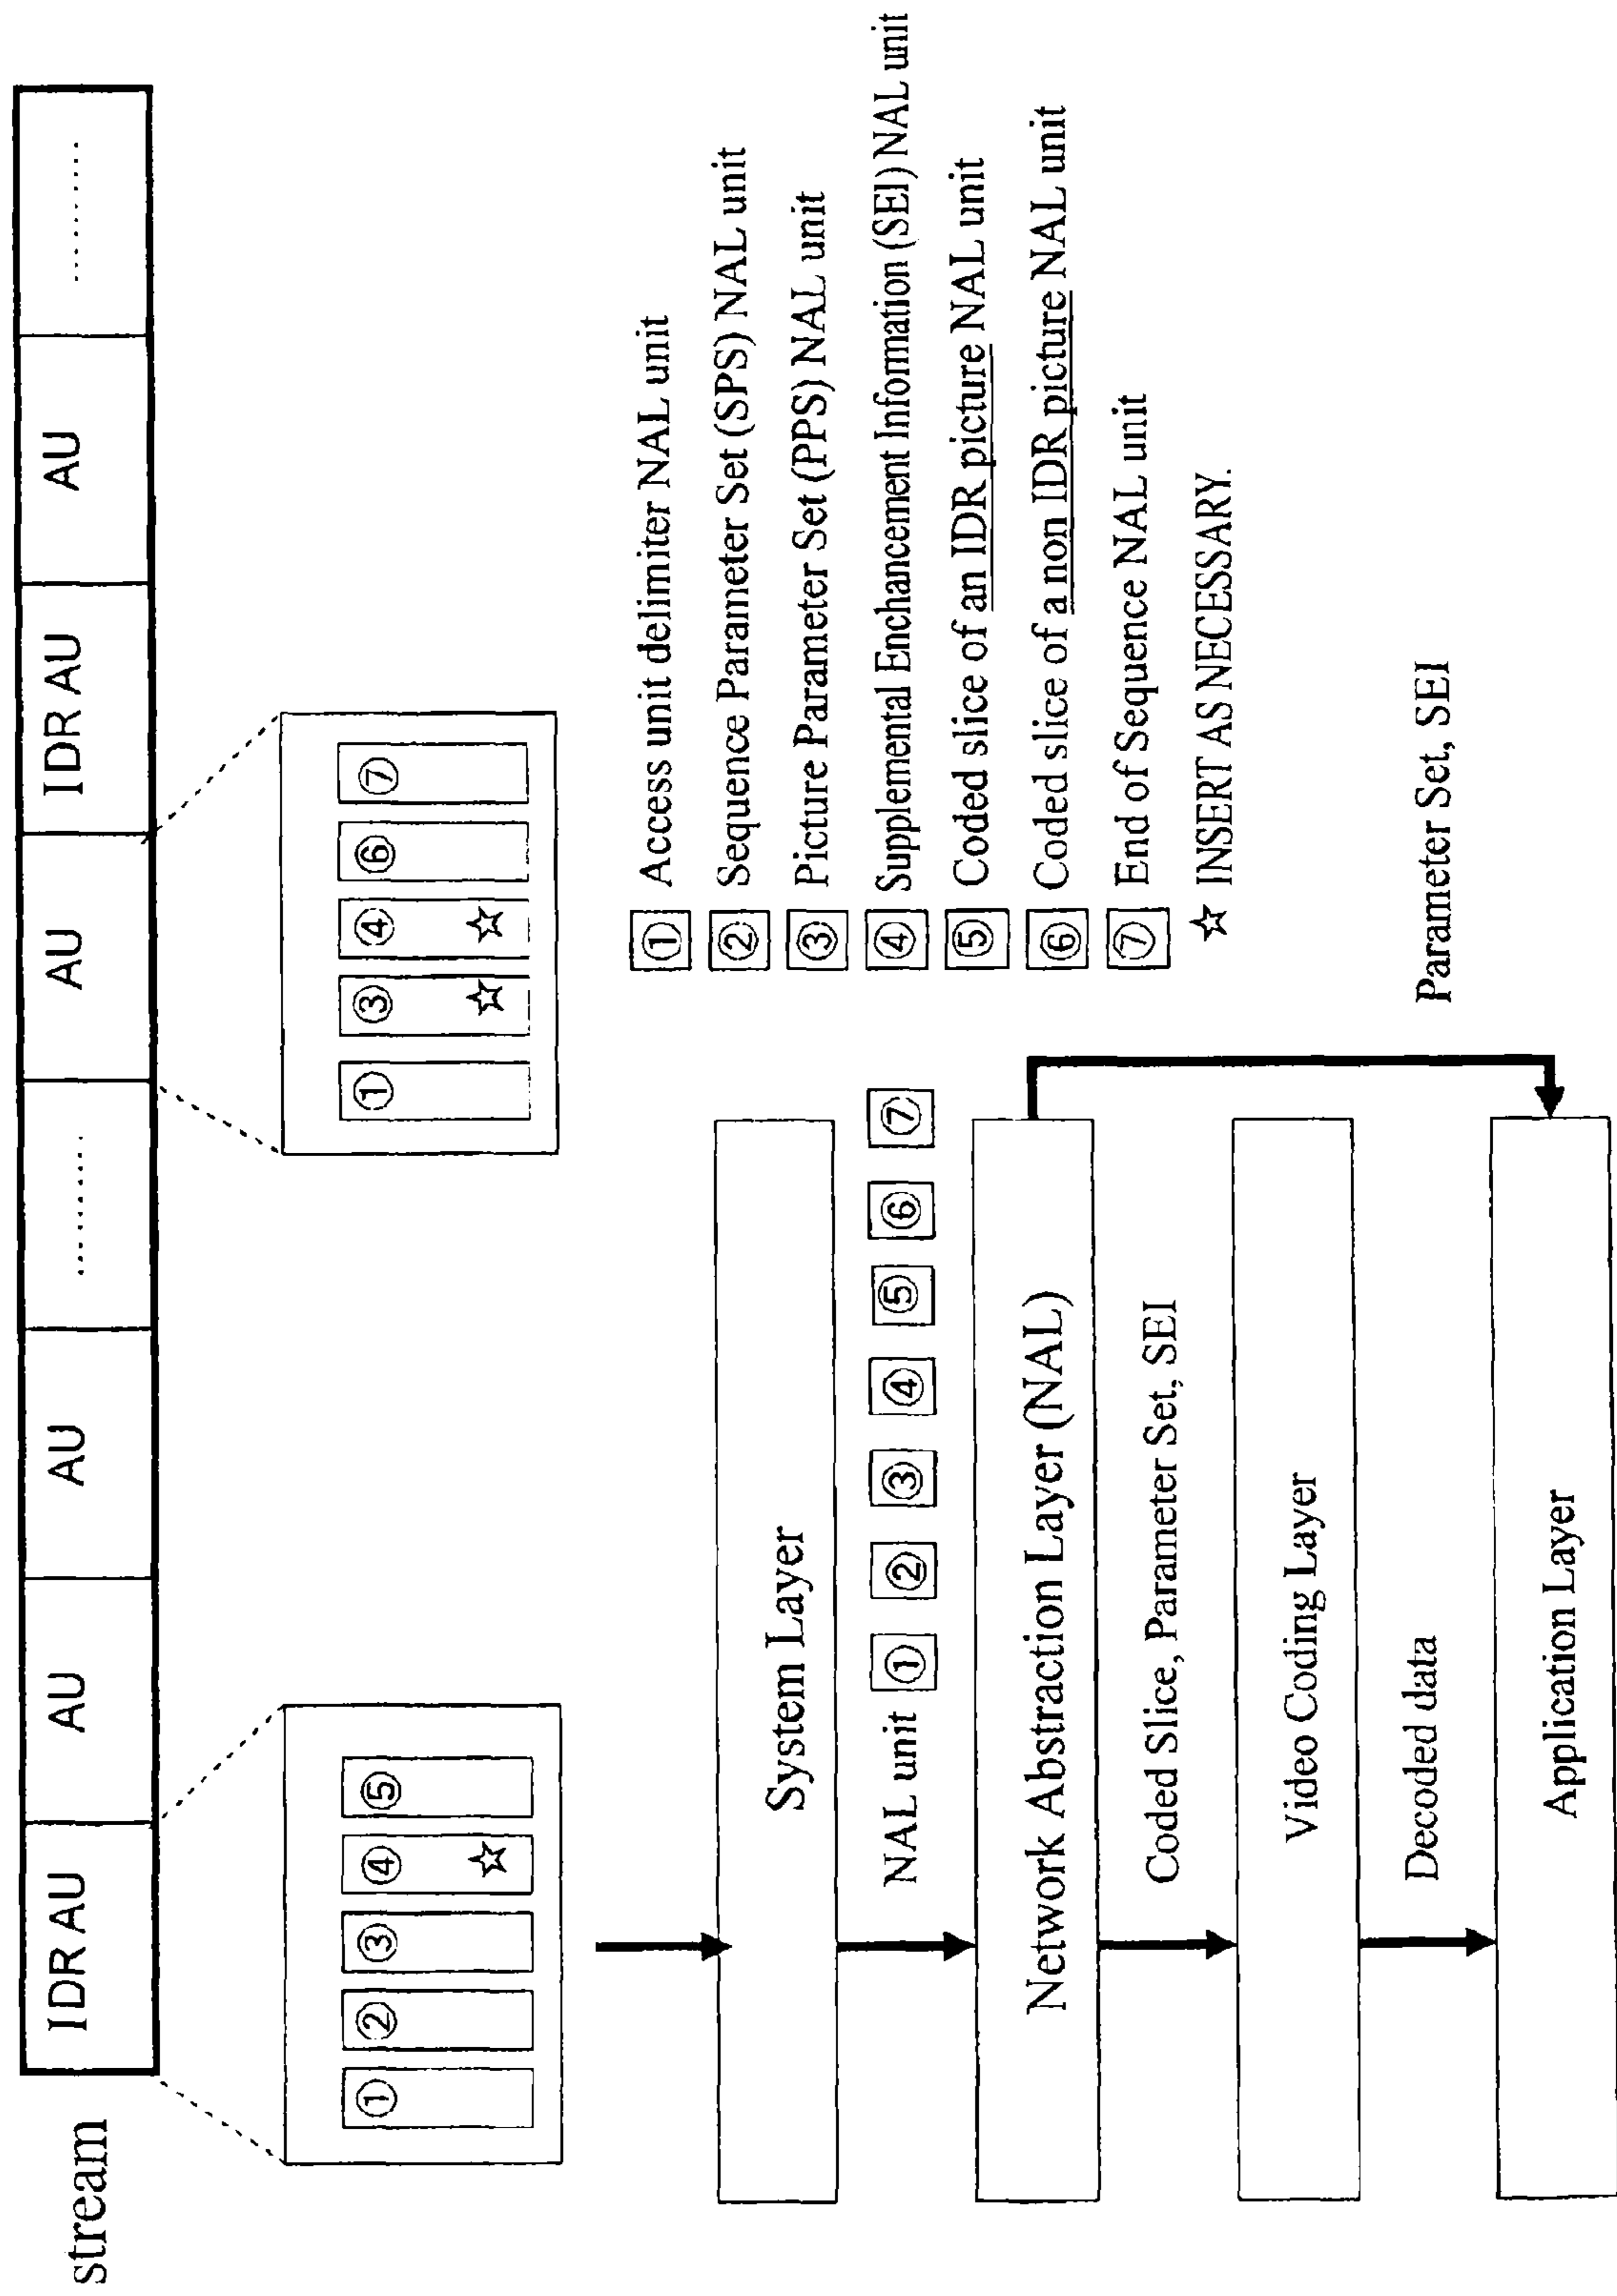 stream
IDR AU AU AU ......... AU IDR AU AU .........
① ② ③ ④ ⑤
☆
① ③ ④ ⑥ ⑦
☆ ☆
① Access unit delimiter NAL unit
② Sequence Parameter Set (SPS) NAL unit
③ Picture Parameter Set (PPS) NAL unit
④ Supplemental Enchancement Information (SEI) NAL unit
⑤ Coded slice of an IDR picture NAL unit
⑥ Coded slice of a non IDR picture NAL unit
⑦ End of Sequence NAL unit
☆ INSERT AS NECESSARY.
System Layer
NAL unit ① ② ③ ④ ⑤ ⑥ ⑦
Network Abstraction Layer (NAL)
Coded Slice, Parameter Set, SEI
Video Coding Layer
Parameter Set, SEI
Decoded data
Application Layer